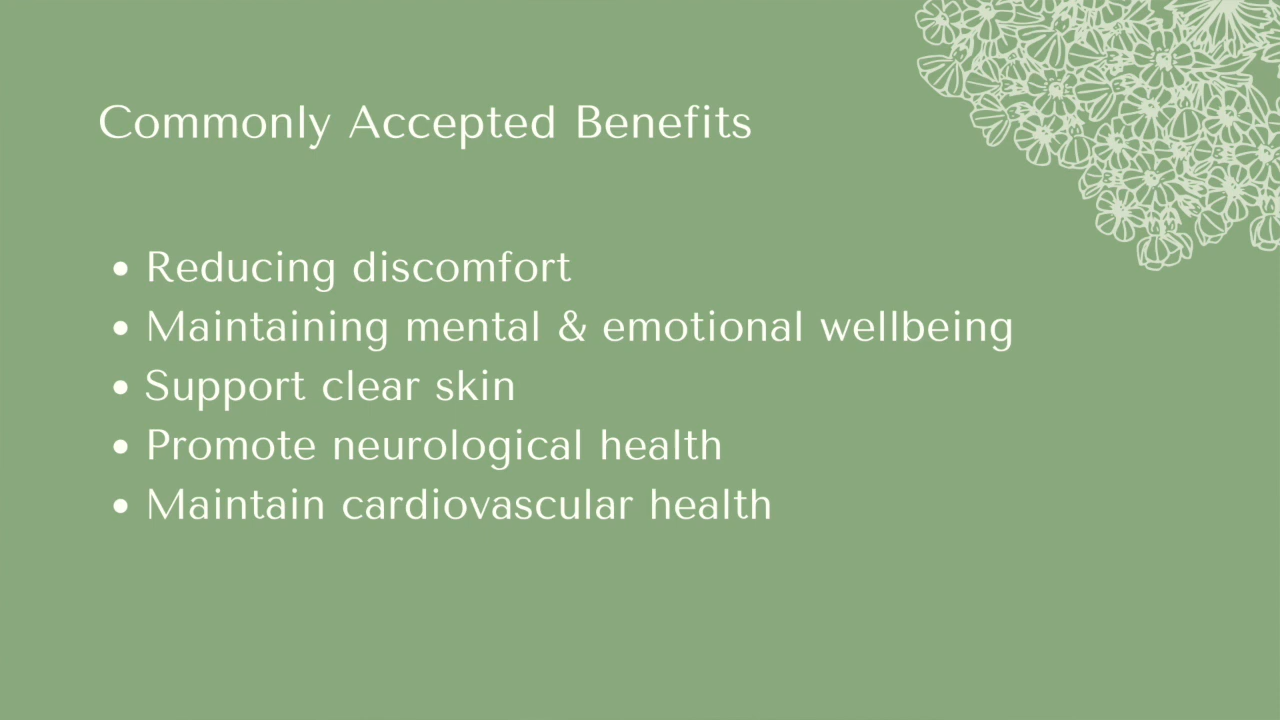 Commonly Accepted Benefits
• Reducing discomfort
• Maintaining mental & emotional wellbeing
• Support clear skin
• Promote neurological health
• Maintain cardiovascular health